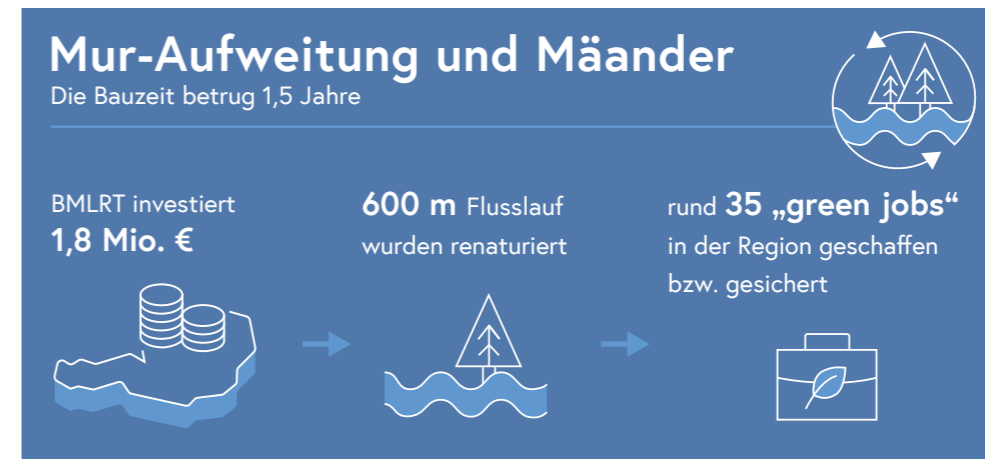 Mur-Aufweitung und Mäander
Die Bauzeit betrug 1,5 Jahre
BMLRT investiert
1,8 Mio. €
600 m Flusslauf
wurden renaturiert
rund 35 „green jobs“
in der Region geschaffen
bzw. gesichert